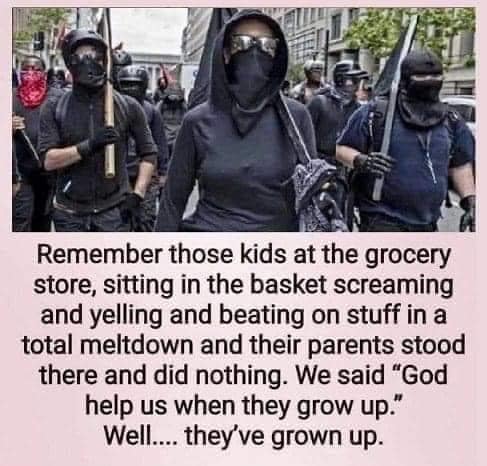 Remember those kids at the grocery
store, sitting in the basket screaming
and yelling and beating on stuff in a
total meltdown and their parents stood
there and did nothing. We said “God
help us when they grow up.”
Well.... they’ve grown up.